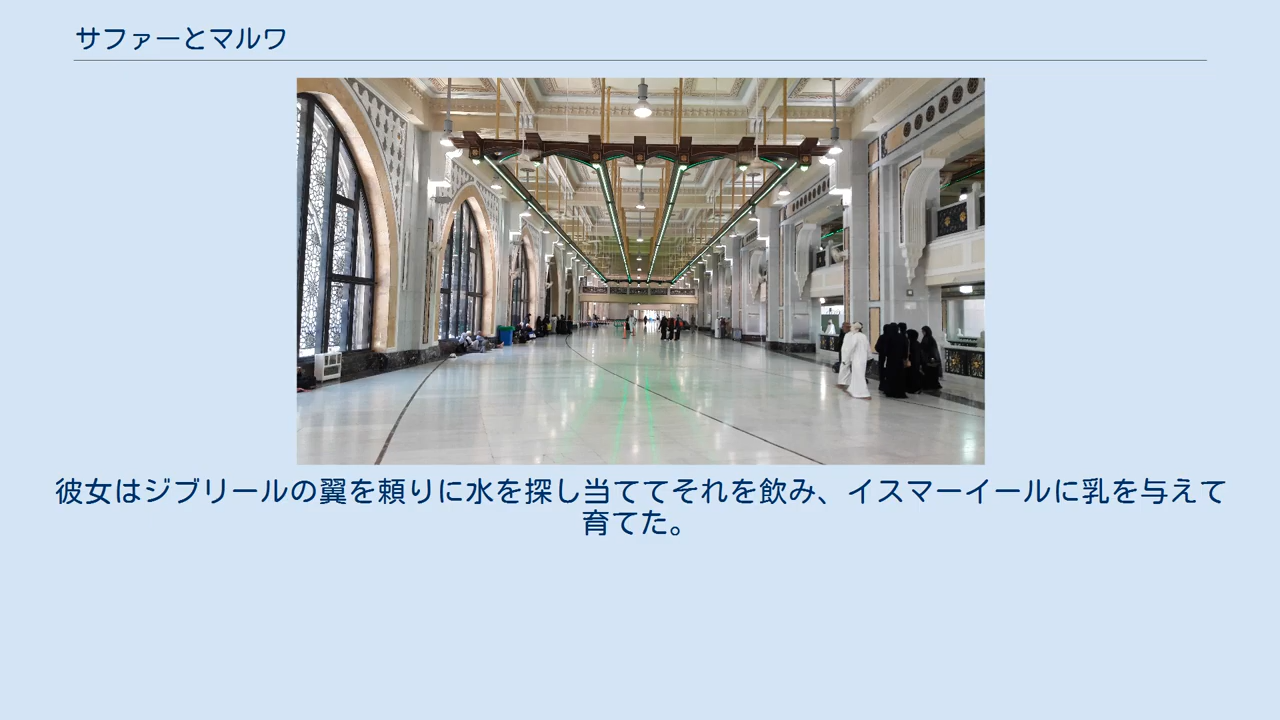 サファーとマルワ
彼女はジブリールの翼を頼りに水を探し当ててそれを飲み、イスマーイールに乳を与えて
育てた。